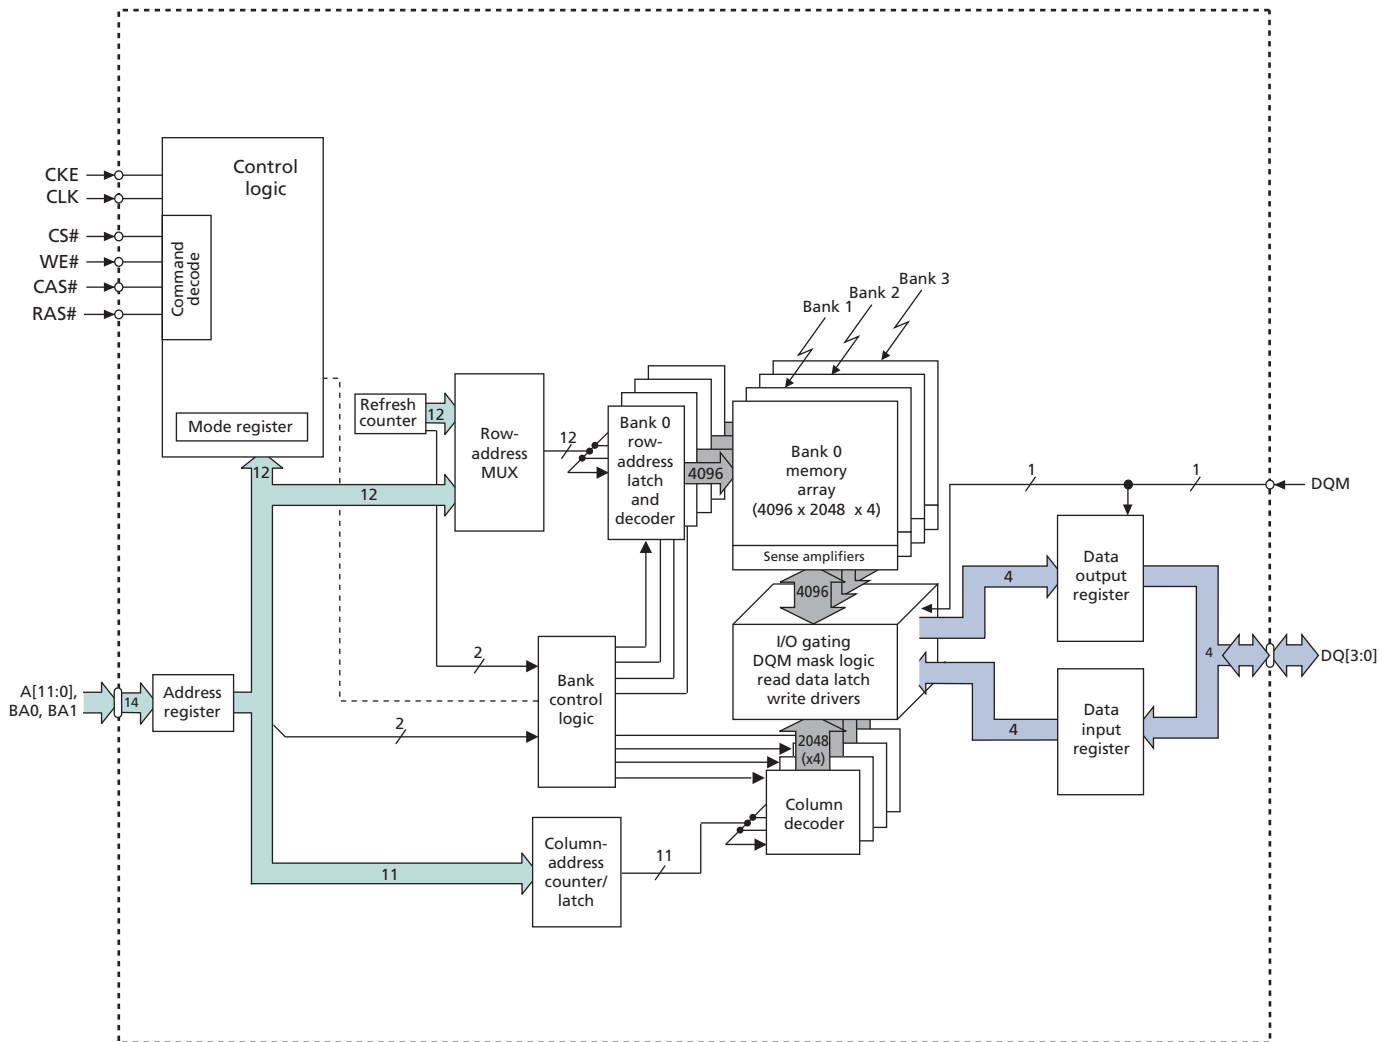 Control
logic
CKE
CLK
CS#
WE#
CAS#
RAS#
Command
decode
Mode register
Bank 1
Bank 2
Bank 3
Refresh
counter
12
Row-
address
MUX
12
Bank 0
row-
address
latch
and
decoder
4096
Bank 0
memory
array
(4096 x 2048 x 4)
Sense amplifiers
12
12
1
1
DQM
4096
Data
output
register
4
I/O gating
DQM mask logic
read data latch
write drivers
4
DQ[3:0]
2
Bank
control
logic
A[11:0],
BA0, BA1
14
Address
register
2
Data
input
register
4
2048
(x4)
Column
decoder
Column-
address
counter/
latch
11
11